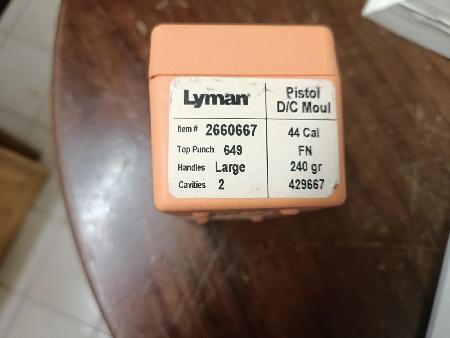 Lyman
Item # 2660667
Top Punch 649
Handles Large
Cavities 2
Pistol
D/C Moul
44 Cal
FN
240 gr
429667